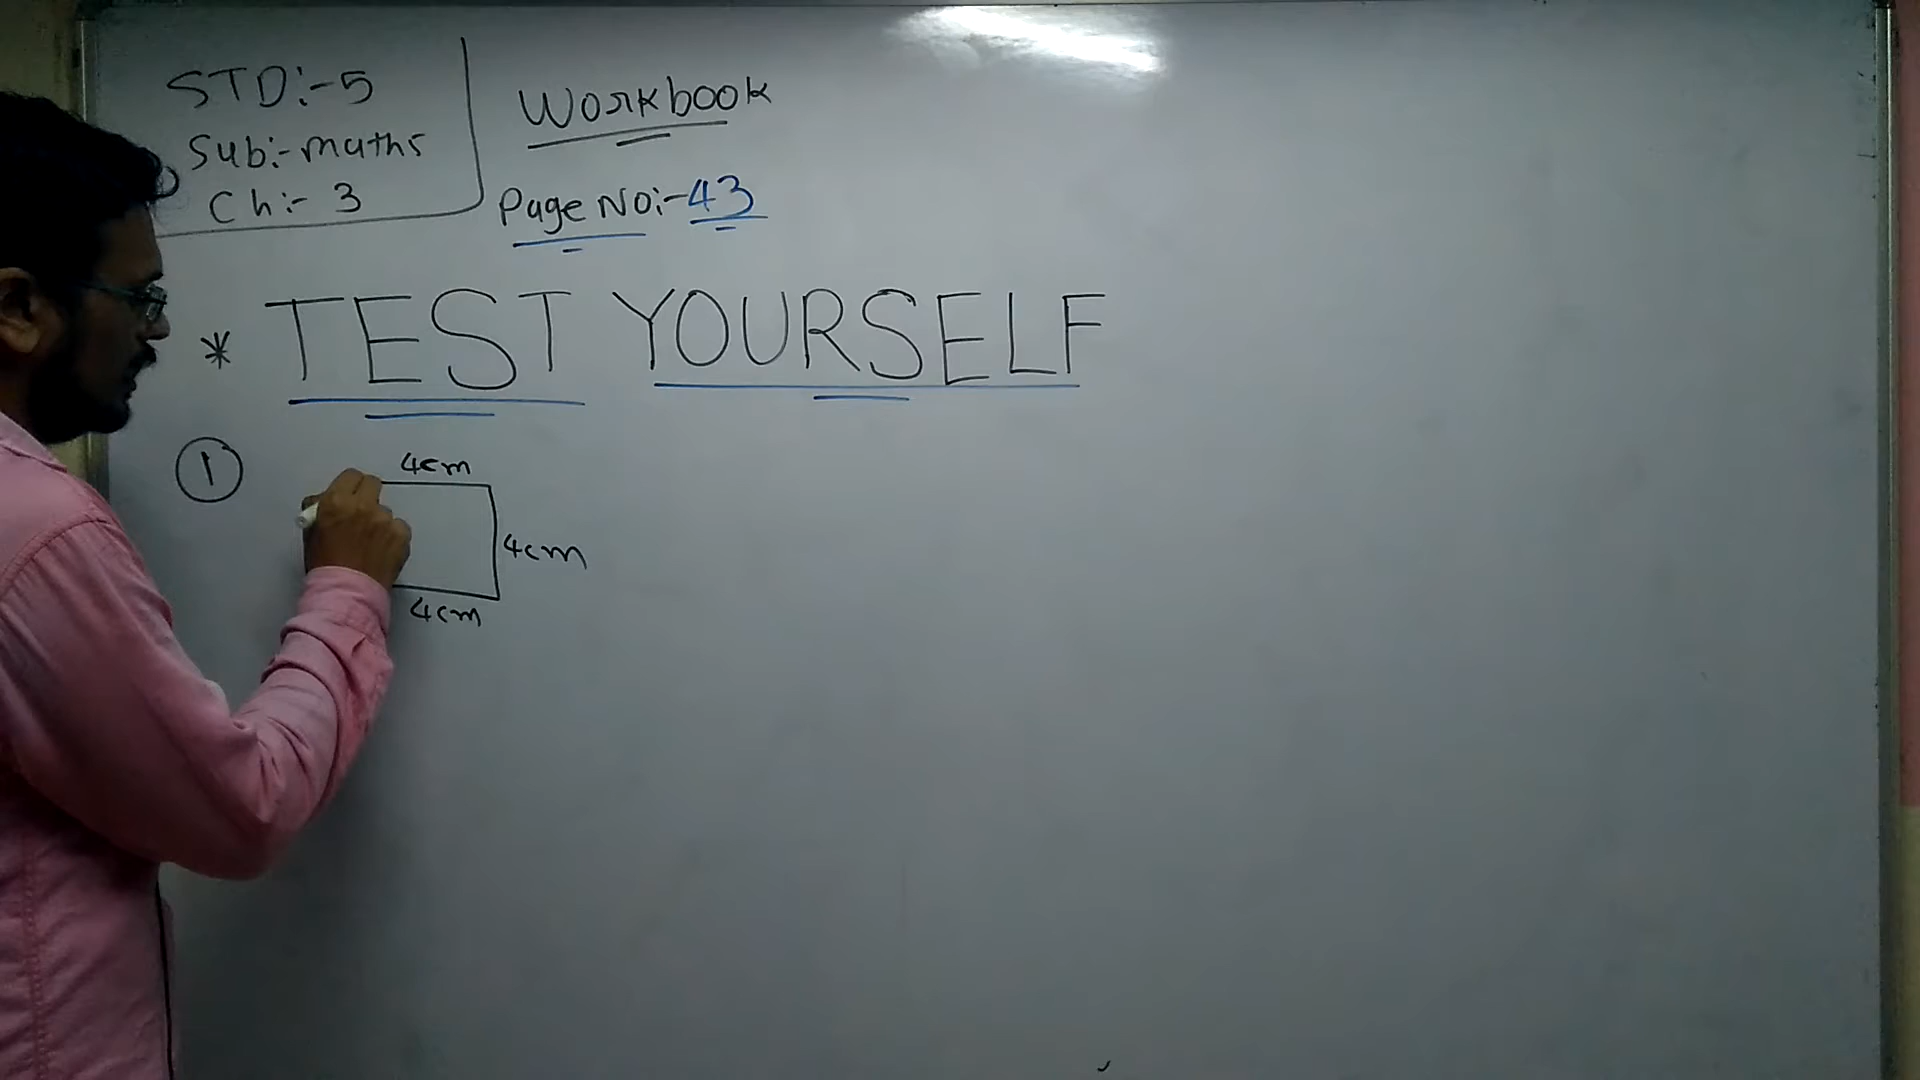 STD:-5
Sub:-maths
Ch:- 3
Workbook
Page No:-43
* TEST YOURSELF
1
4cm
4cm
4cm